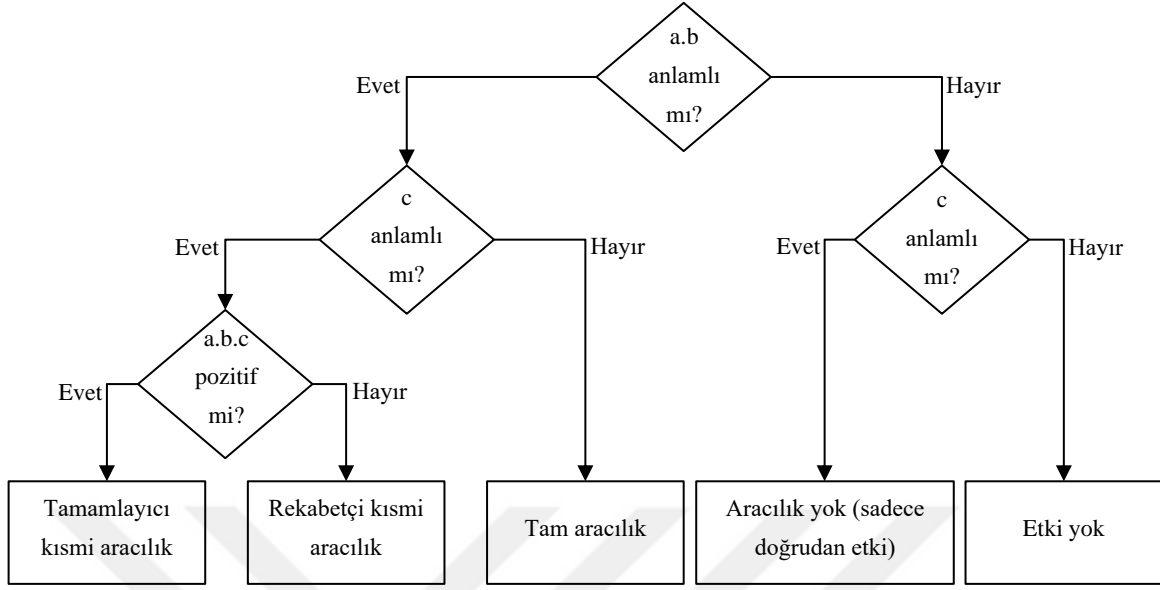 a.b
anlamlı
mı?
Evet
Hayır
c
anlamlı
mı?
Evet
Hayır
c
anlamlı
mı?
Evet
Hayır
a.b.c
pozitif
mi?
Evet
Hayır
Tamamlayıcı
kısmi aracılık
Rekabetçi kısmi
aracılık
Tam aracılık
Aracılık yok (sadece
doğrudan etki)
Etki yok